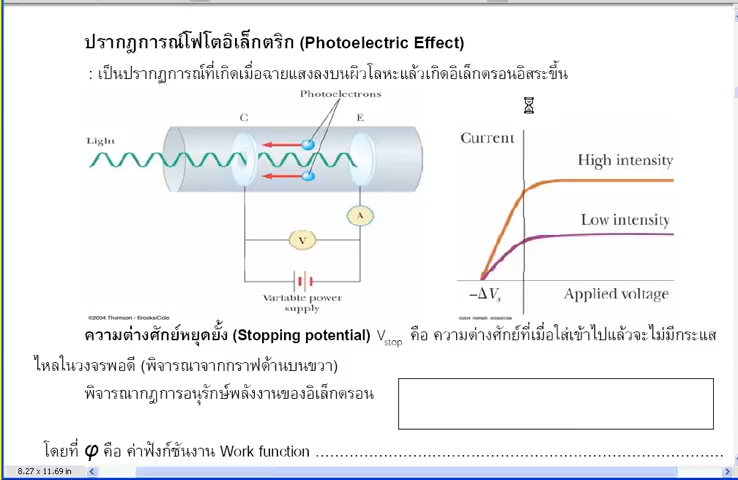 ปรากฎการณ์โฟโตอิเล็กตริก (Photoelectric Effect)
: เป็นปรากฏการณ์ที่เกิดเมื่อฉายแสงลงบนผิวโลหะแล้วเกิดอิเล็กตรอนอิสระขึ้น
Photoelectrons
C
E
Light
A
V
Variable power
supply
©2004 Thomson - Brooks/Cole
Current
High intensity
Low intensity
−ΔVs
Applied voltage
©2004 Thomson - Brooks/Cole
ความต่างศักย์หยุดยั้ง (Stopping potential) Vstop คือ ความต่างศักย์ที่เมื่อใส่เข้าไปแล้วจะไม่มีกระแส
ไหลในวงจรพอดี (พิจารณาจากกราฟด้านบนขวา)
พิจารณากฎการอนุรักษ์พลังงานของอิเล็กตรอน
โดยที่ φ คือ ค่าฟังก์ชันงาน Work function ....................................................................................
8.27 x 11.69 in